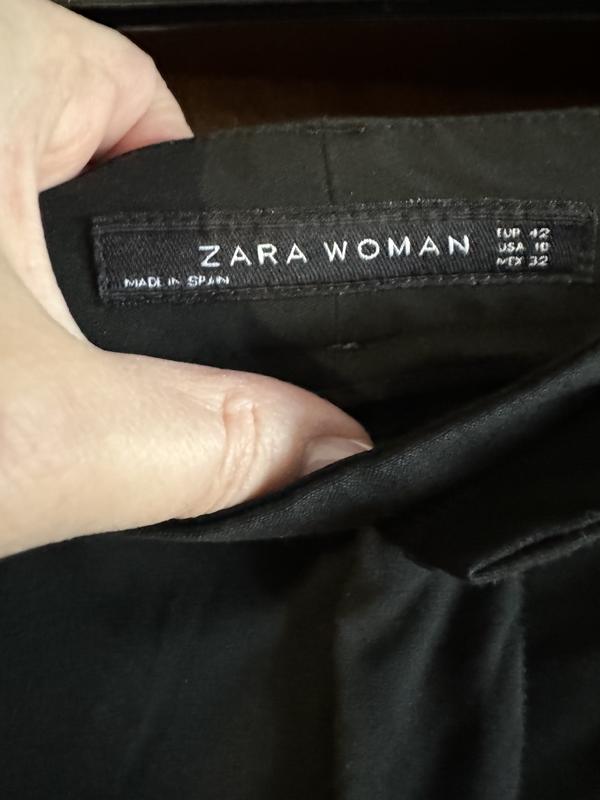 ZARA WOMAN
MADE IN SPAIN
EUR 42
USA 10
MEX 32